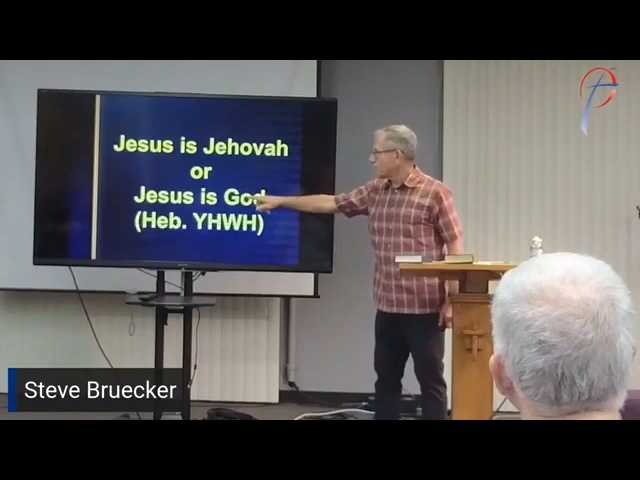 Jesus is Jehovah
or
Jesus is God
(Heb. YHWH)
Steve Bruecker